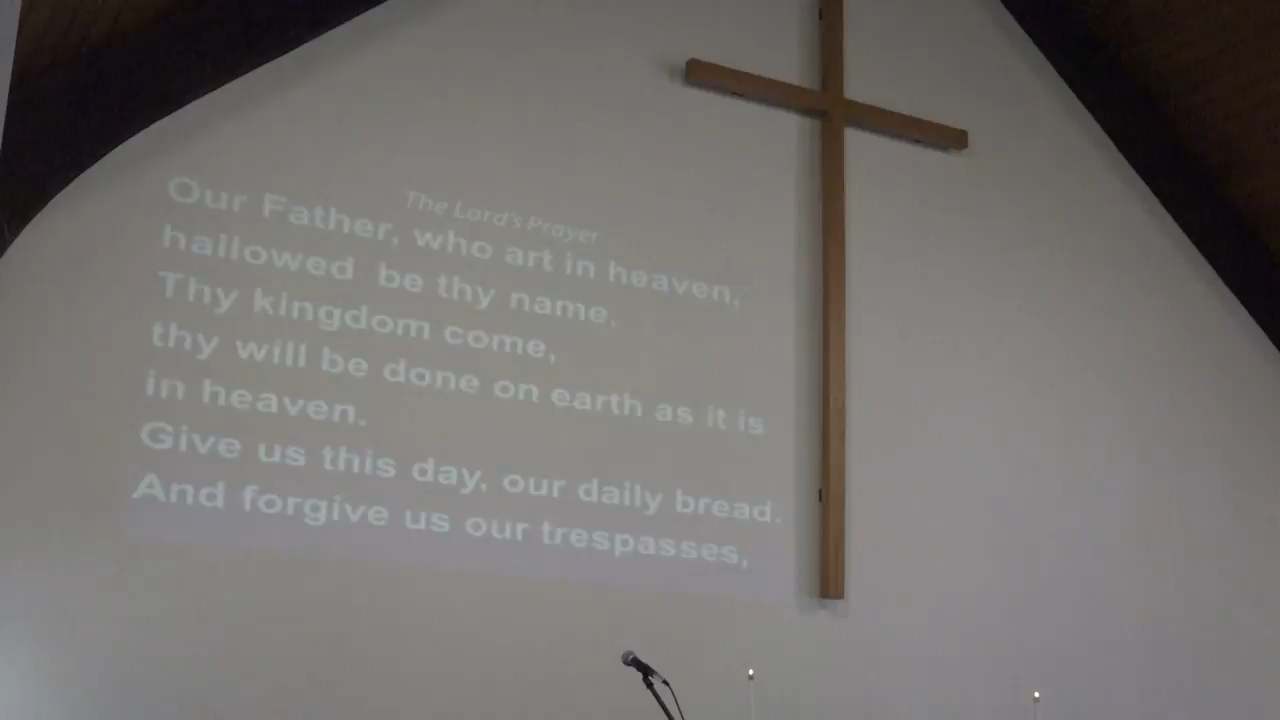 The Lord's Prayer
Our Father, who art in heaven,
hallowed be thy name.
Thy kingdom come,
thy will be done on earth as it is
in heaven.
Give us this day, our daily bread.
And forgive us our trespasses,